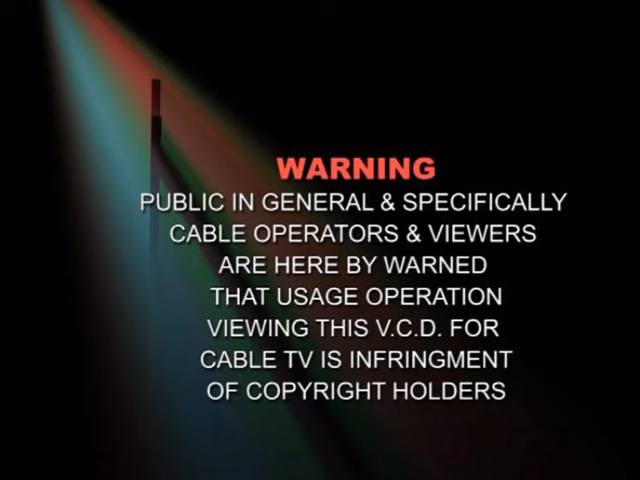 WARNING
PUBLIC IN GENERAL & SPECIFICALLY
CABLE OPERATORS & VIEWERS
ARE HERE BY WARNED
THAT USAGE OPERATION
VIEWING THIS V.C.D. FOR
CABLE TV IS INFRINGMENT
OF COPYRIGHT HOLDERS